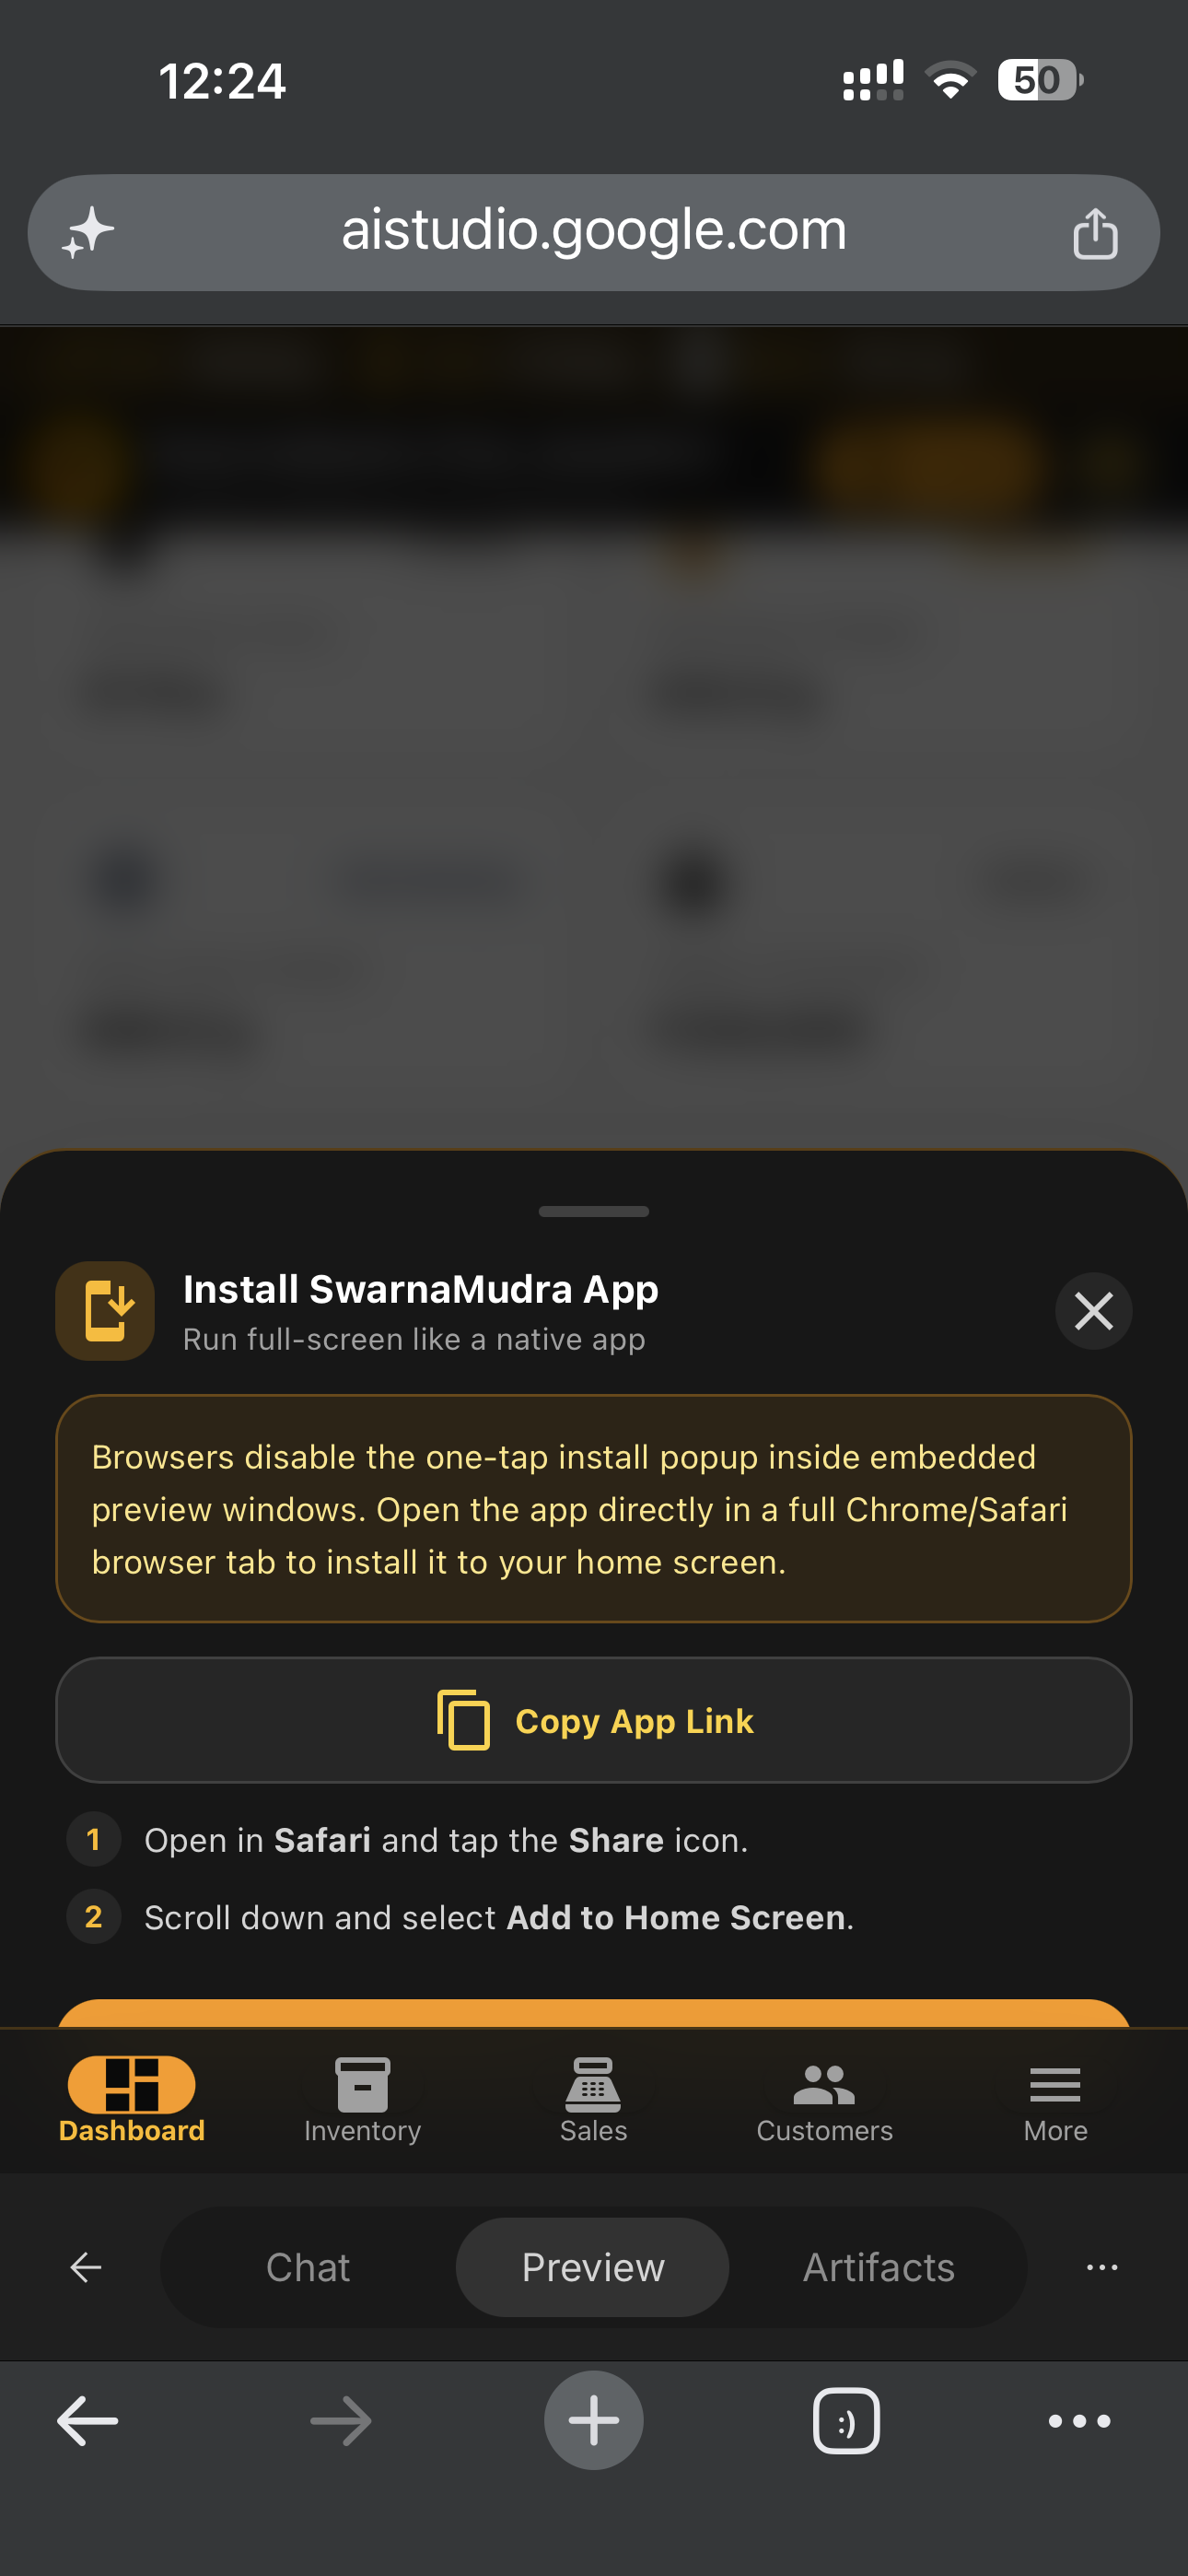 12:24
50
aistudio.google.com
Install SwarnaMudra App
Run full-screen like a native app
Browsers disable the one-tap install popup inside embedded
preview windows. Open the app directly in a full Chrome/Safari
browser tab to install it to your home screen.
Copy App Link
1 Open in Safari and tap the Share icon.
2 Scroll down and select Add to Home Screen.
Dashboard Inventory Sales Customers More
Chat Preview Artifacts
:)